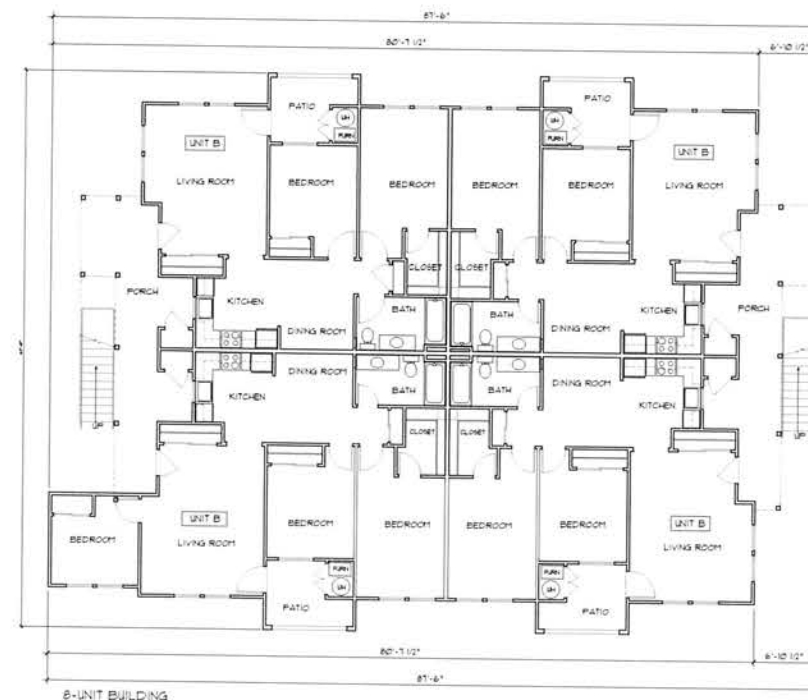 87'-6"
80'-7 1/2"
6'-10 1/2"
PATIO
WH
FURN
UNIT B
LIVING ROOM
BEDROOM
BEDROOM
BEDROOM
BEDROOM
PATIO
WH
FURN
UNIT B
LIVING ROOM
CLOSET
CLOSET
PORCH
KITCHEN
BATH
DINING ROOM
BATH
DINING ROOM
KITCHEN
PORCH
UP
KITCHEN
DINING ROOM
BATH
CLOSET
BATH
CLOSET
DINING ROOM
KITCHEN
UP
BEDROOM
UNIT B
LIVING ROOM
BEDROOM
BEDROOM
BEDROOM
BEDROOM
UNIT B
LIVING ROOM
FURN
WH
PATIO
FURN
WH
PATIO
80'-7 1/2"
6'-10 1/2"
87'-6"
8-UNIT BUILDING